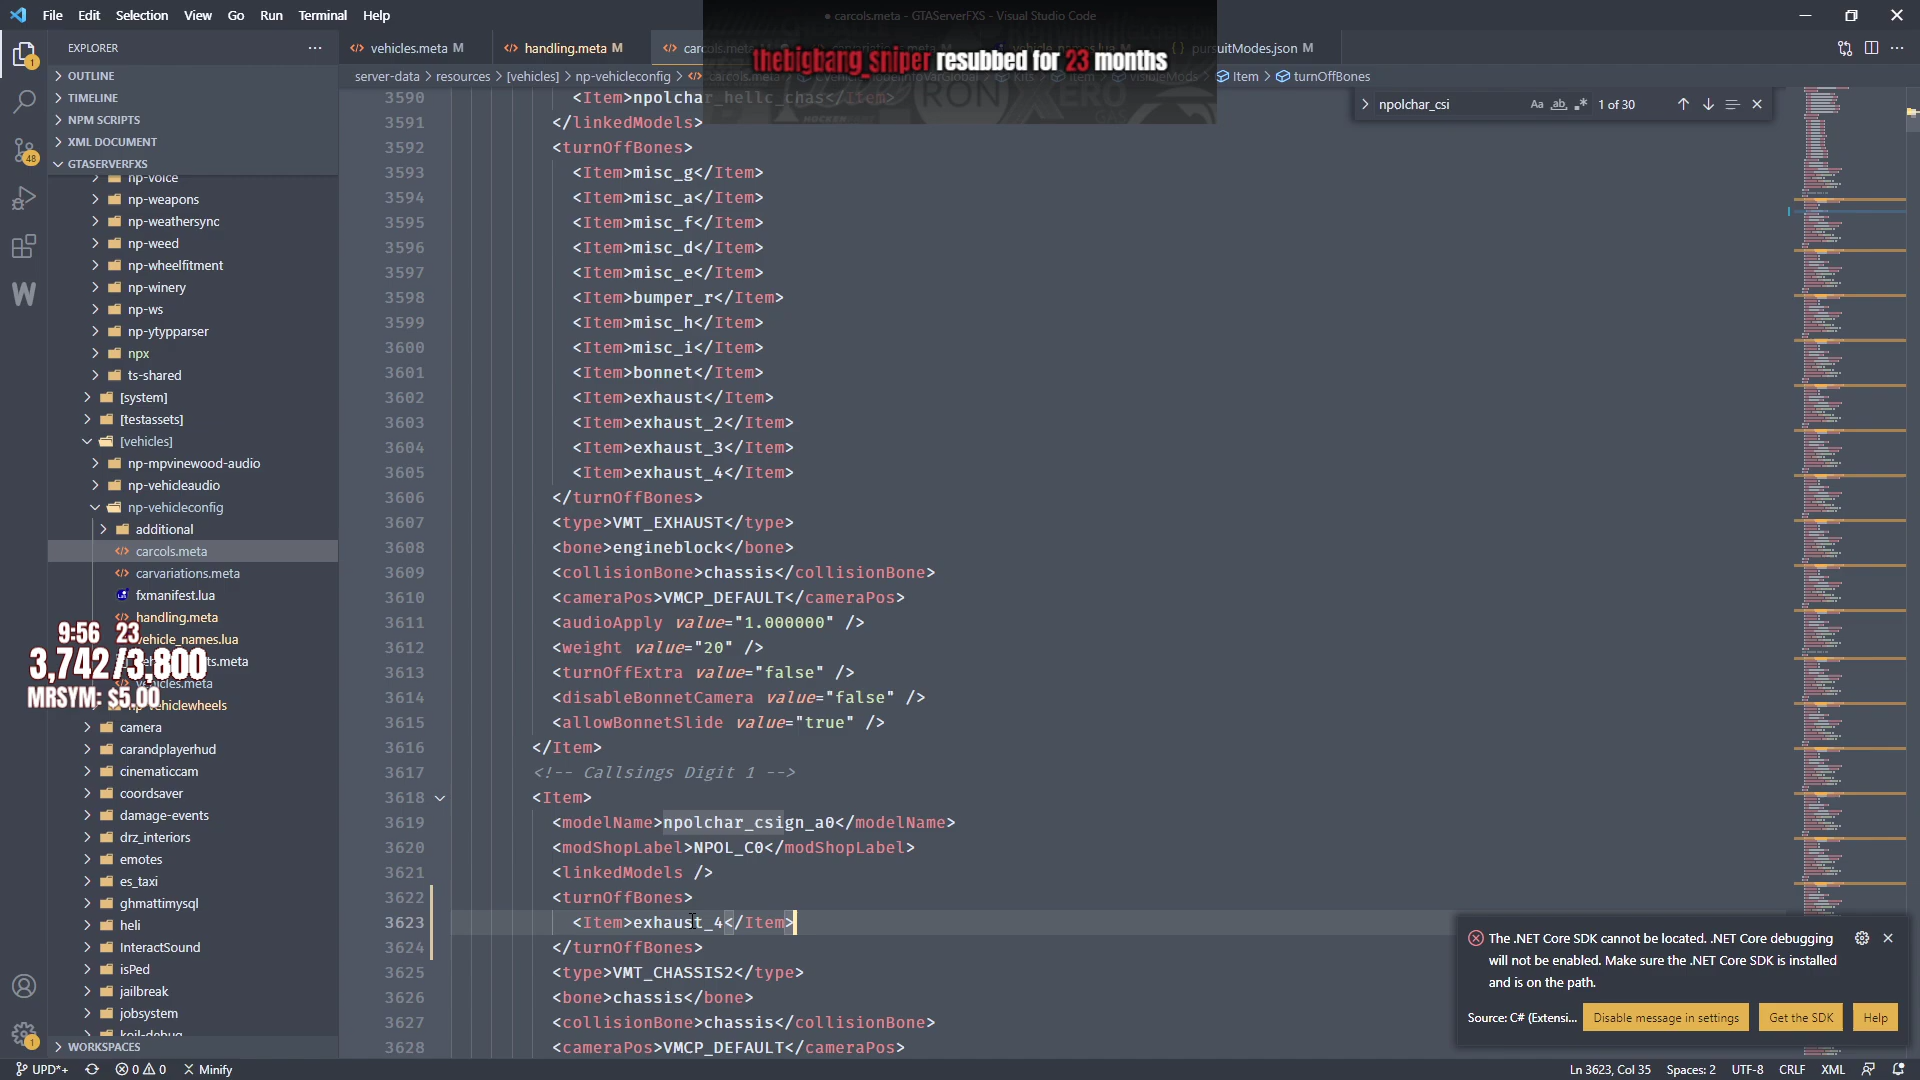 File Edit Selection View Go Run Terminal Help
● carcols.meta - GTAServerFXS - Visual Studio Code
thebigbang_sniper resubbed for 23 months
EXPLORER
OUTLINE
TIMELINE
NPM SCRIPTS
XML DOCUMENT
GTASERVERFXS
np-voice
np-weapons
np-weathersync
np-weed
np-wheelfitment
np-winery
np-ws
np-ytypparser
npx
ts-shared
[system]
[testassets]
[vehicles]
np-mpvinewood-audio
np-vehicleaudio
np-vehicleconfig
additional
carcols.meta
carvariations.meta
fxmanifest.lua
handling.meta
vehicle_names.lua
vehicles.meta
np-vehiclewheels
camera
carandplayerhud
cinematiccam
coordsaver
damage-events
drz_interiors
emotes
es_taxi
ghmattimysql
heli
InteractSound
isPed
jailbreak
jobsystem
koil-debug
WORKSPACES
9:56 23
3,742/3,800
MRSYM: $5.00
vehicles.meta M
handling.meta M
pursuitModes.json M
server-data > resources > [vehicles] > np-vehicleconfig >
Item > turnOffBones
npolchar_csi
Aa
ab
1 of 30
3590 <Item>npolchar_hellc_chas</Item>
3591 </linkedModels>
3592 <turnOffBones>
3593 <Item>misc_g</Item>
3594 <Item>misc_a</Item>
3595 <Item>misc_f</Item>
3596 <Item>misc_d</Item>
3597 <Item>misc_e</Item>
3598 <Item>bumper_r</Item>
3599 <Item>misc_h</Item>
3600 <Item>misc_i</Item>
3601 <Item>bonnet</Item>
3602 <Item>exhaust</Item>
3603 <Item>exhaust_2</Item>
3604 <Item>exhaust_3</Item>
3605 <Item>exhaust_4</Item>
3606 </turnOffBones>
3607 <type>VMT_EXHAUST</type>
3608 <bone>engineblock</bone>
3609 <collisionBone>chassis</collisionBone>
3610 <cameraPos>VMCP_DEFAULT</cameraPos>
3611 <audioApply value="1.000000" />
3612 <weight value="20" />
3613 <turnOffExtra value="false" />
3614 <disableBonnetCamera value="false" />
3615 <allowBonnetSlide value="true" />
3616 </Item>
3617 <!-- Callsings Digit 1 -->
3618 <Item>
3619 <modelName>npolchar_csign_a0</modelName>
3620 <modShopLabel>NPOL_C0</modShopLabel>
3621 <linkedModels />
3622 <turnOffBones>
3623 <Item>exhaust_4</Item>
3624 </turnOffBones>
3625 <type>VMT_CHASSIS2</type>
3626 <bone>chassis</bone>
3627 <collisionBone>chassis</collisionBone>
3628 <cameraPos>VMCP_DEFAULT</cameraPos>
The .NET Core SDK cannot be located. .NET Core debugging
will not be enabled. Make sure the .NET Core SDK is installed
and is on the path.
Source: C# (Extensi...
Disable message in settings
Get the SDK
Help
UPD*+ 0 0 Minify
Ln 3623, Col 35 Spaces: 2 UTF-8 CRLF XML